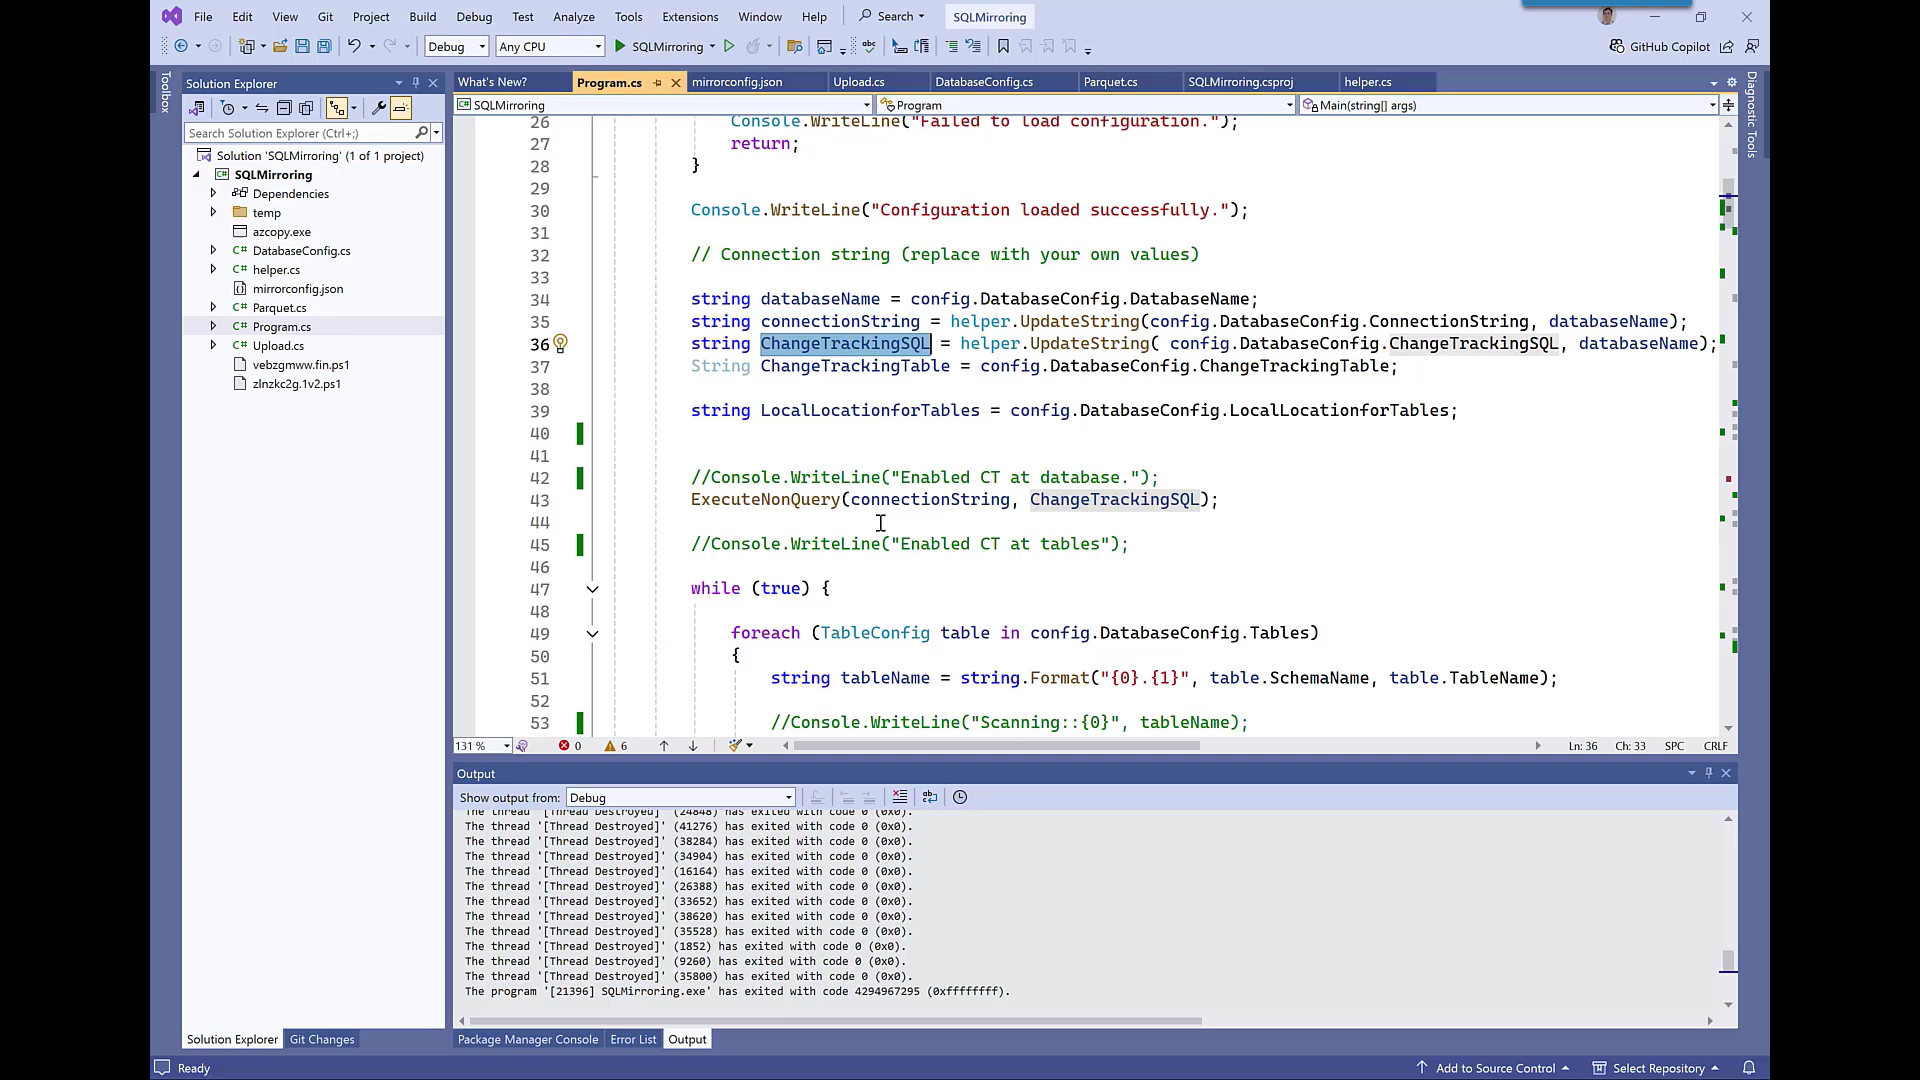 File Edit View Git Project Build Debug Test Analyze Tools Extensions Window Help Search SQLMirroring
Debug Any CPU SQLMirroring GitHub Copilot
Toolbox
Solution Explorer
Search Solution Explorer (Ctrl+;)
Solution 'SQLMirroring' (1 of 1 project)
SQLMirroring
Dependencies
temp
azcopy.exe
DatabaseConfig.cs
helper.cs
mirrorconfig.json
Parquet.cs
Program.cs
Upload.cs
vebzgmww.fin.ps1
zlnzkc2g.1v2.ps1
Solution Explorer Git Changes
What's New? Program.cs mirrorconfig.json Upload.cs DatabaseConfig.cs Parquet.cs SQLMirroring.csproj helper.cs
SQLMirroring Program Main(string[] args)
26 Console.WriteLine("Failed to load configuration.");
27 return;
28 }
29
30 Console.WriteLine("Configuration loaded successfully.");
31
32 // Connection string (replace with your own values)
33
34 string databaseName = config.DatabaseConfig.DatabaseName;
35 string connectionString = helper.UpdateString(config.DatabaseConfig.ConnectionString, databaseName);
36 string ChangeTrackingSQL = helper.UpdateString( config.DatabaseConfig.ChangeTrackingSQL, databaseName);
37 String ChangeTrackingTable = config.DatabaseConfig.ChangeTrackingTable;
38
39 string LocalLocationforTables = config.DatabaseConfig.LocalLocationforTables;
40
41
42 //Console.WriteLine("Enabled CT at database.");
43 ExecuteNonQuery(connectionString, ChangeTrackingSQL);
44
45 //Console.WriteLine("Enabled CT at tables");
46
47 while (true) {
48
49 foreach (TableConfig table in config.DatabaseConfig.Tables)
50 {
51 string tableName = string.Format("{0}.{1}", table.SchemaName, table.TableName);
52
53 //Console.WriteLine("Scanning::{0}", tableName);
131 % 0 6 Ln: 36 Ch: 33 SPC CRLF
Diagnostic Tools
Output
Show output from: Debug
The thread '[Thread Destroyed]' (24848) has exited with code 0 (0x0).
The thread '[Thread Destroyed]' (41276) has exited with code 0 (0x0).
The thread '[Thread Destroyed]' (38284) has exited with code 0 (0x0).
The thread '[Thread Destroyed]' (34904) has exited with code 0 (0x0).
The thread '[Thread Destroyed]' (16164) has exited with code 0 (0x0).
The thread '[Thread Destroyed]' (26388) has exited with code 0 (0x0).
The thread '[Thread Destroyed]' (33652) has exited with code 0 (0x0).
The thread '[Thread Destroyed]' (38620) has exited with code 0 (0x0).
The thread '[Thread Destroyed]' (35528) has exited with code 0 (0x0).
The thread '[Thread Destroyed]' (1852) has exited with code 0 (0x0).
The thread '[Thread Destroyed]' (9260) has exited with code 0 (0x0).
The thread '[Thread Destroyed]' (35800) has exited with code 0 (0x0).
The program '[21396] SQLMirroring.exe' has exited with code 4294967295 (0xffffffff).
Package Manager Console Error List Output
Ready Add to Source Control Select Repository